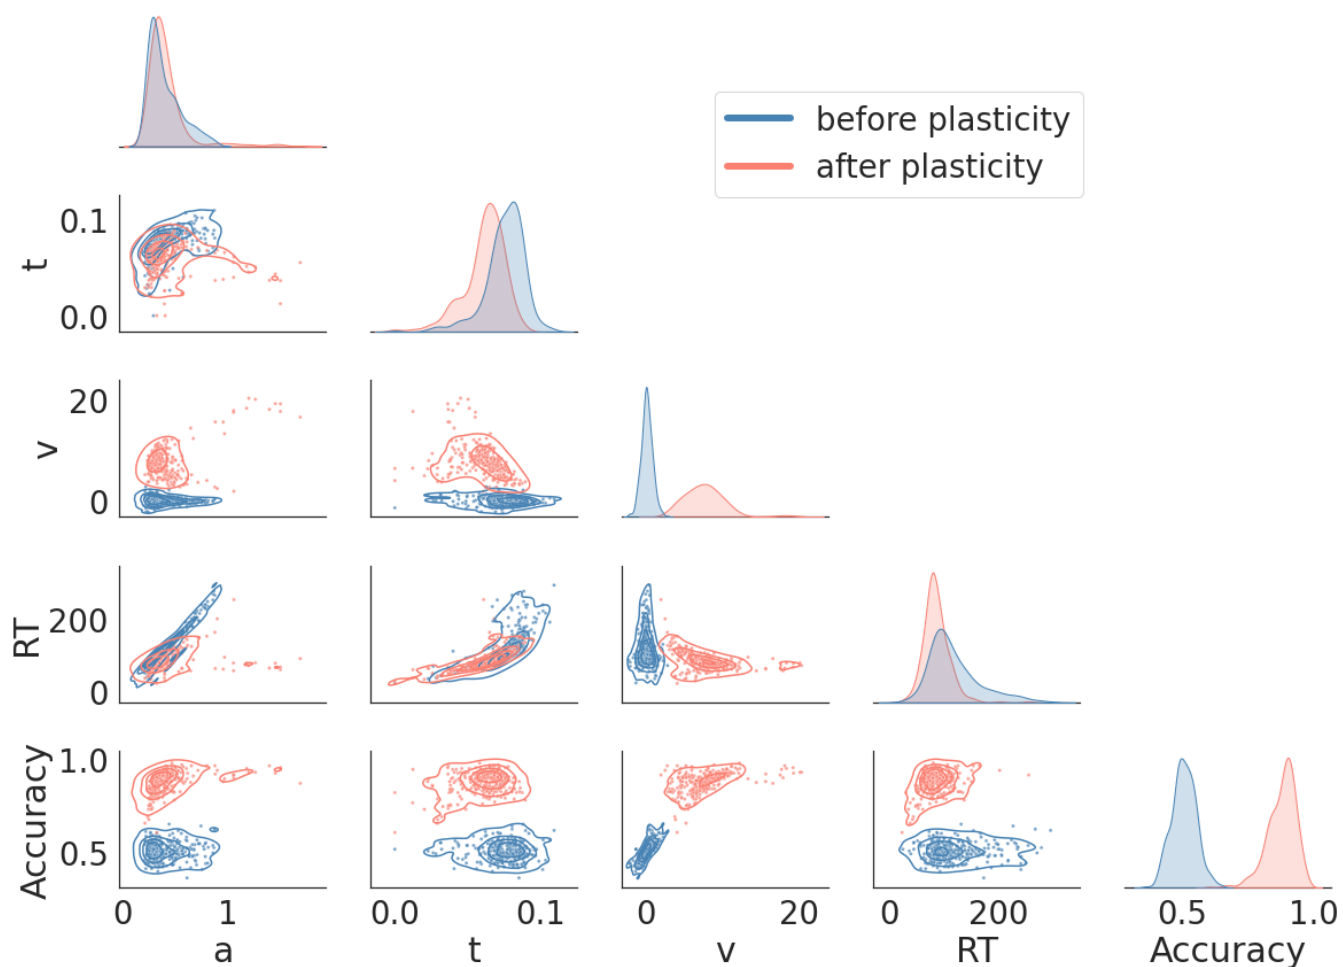 before plasticity
after plasticity
0.1
t
0.0
20
v
0
RT
200
0
Accuracy
1.0
0.5
0 1
0.0 0.1
0 20
0 200
0.5 1.0
a t v RT Accuracy